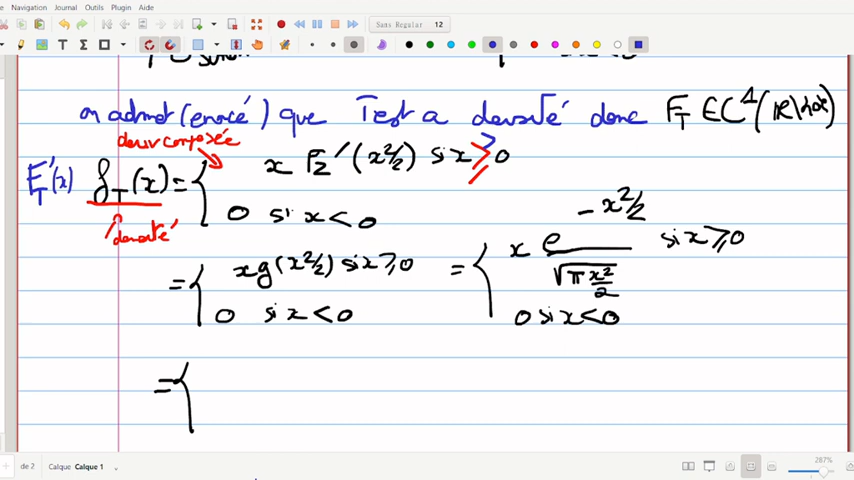 Navigation Journal Outils Plugin Aide
Sans Regular 12
on admet (énoncé) que T est a densité donc F_T ∈ C^1(ℝ\{0})
deriv composée
F_T'(x) f_T(x) = { x F_Z'(x²/2) si x ≥ 0
0 si x < 0
densité
= { x g(x²/2) si x ≥ 0
0 si x < 0
= { x e^{-x²/2} / √(π x²/2) si x ≥ 0
0 si x < 0
= {
de 2 Calque Calque 1 287%